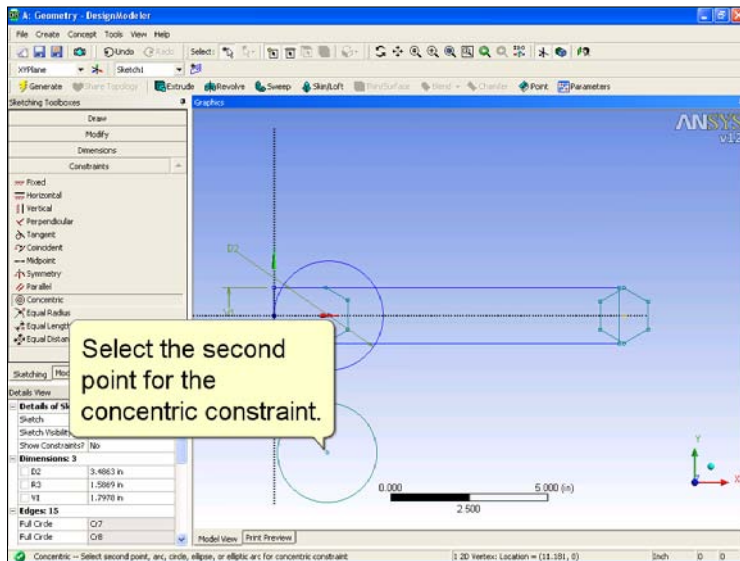 A: Geometry - DesignModeler
File Create Concept Tools View Help
Undo Redo Select:
XYPlane Sketch1
Generate Share Topology Extrude Revolve Sweep Skin/Loft Thin/Surface Blend Chamfer Point Parameters
Sketching Toolboxes
Graphics
Draw
Modify
Dimensions
Constraints
Fixed
Horizontal
Vertical
Perpendicular
Tangent
Coincident
Midpoint
Symmetry
Parallel
Concentric
Equal Radius
Equal Length
Equal Distan
Sketching Mod
ANSYS
v12
D2
V1
Select the second
point for the
concentric constraint.
Details View
Details of Sk
Sketch
Sketch Visibility
Show Constraints? No
Dimensions: 3
D2 3.4863 in
R3 1.5869 in
V1 1.7978 in
Edges: 15
Full Circle Cr7
Full Circle Cr8
0.000 5.000 (in)
2.500
Y
X
Z
Model View Print Preview
Concentric -- Select second point, arc, circle, ellipse, or elliptic arc for concentric constraint
1 2D Vertex: Location = (11.181, 0)
Inch 0 0